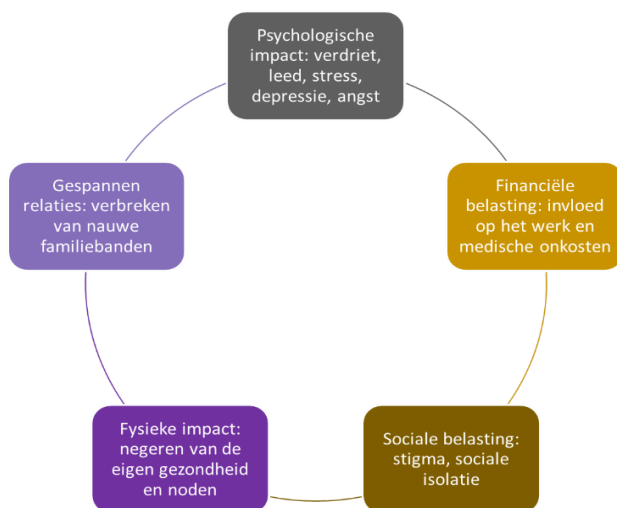 Psychologische
impact: verdriet,
leed, stress,
depressie, angst
Financiële
belasting: invloed
op het werk en
medische onkosten
Sociale belasting:
stigma, sociale
isolatie
Fysieke impact:
negeren van de
eigen gezondheid
en noden
Gespannen
relaties: verbreken
van nauwe
familiebanden